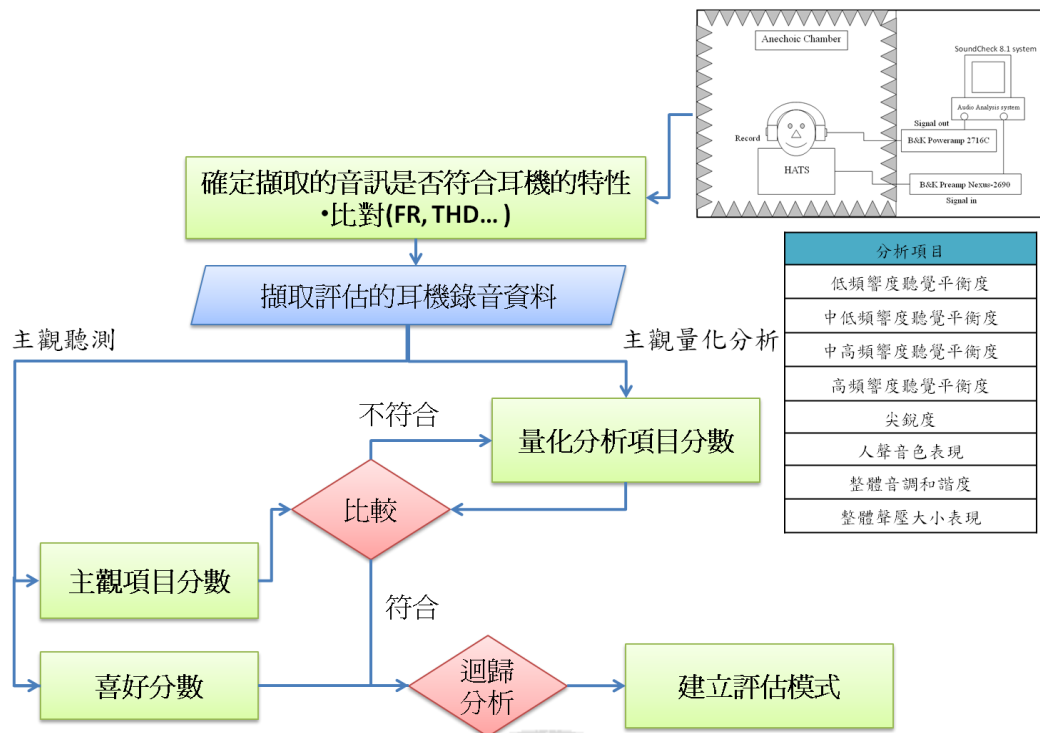 Anechoic Chamber
SoundCheck 8.1 system
Audio Analysis system
Signal out
Record
B&K Poweramp 2716C
HATS
B&K Preamp Nexus-2690
Signal in
確定擷取的音訊是否符合耳機的特性
•比對(FR, THD… )
擷取評估的耳機錄音資料
主觀聽測
主觀量化分析
不符合
量化分析項目分數
比較
主觀項目分數
符合
喜好分數
迴歸
分析
建立評估模式
分析項目
低頻響度聽覺平衡度
中低頻響度聽覺平衡度
中高頻響度聽覺平衡度
高頻響度聽覺平衡度
尖銳度
人聲音色表現
整體音調和諧度
整體聲壓大小表現